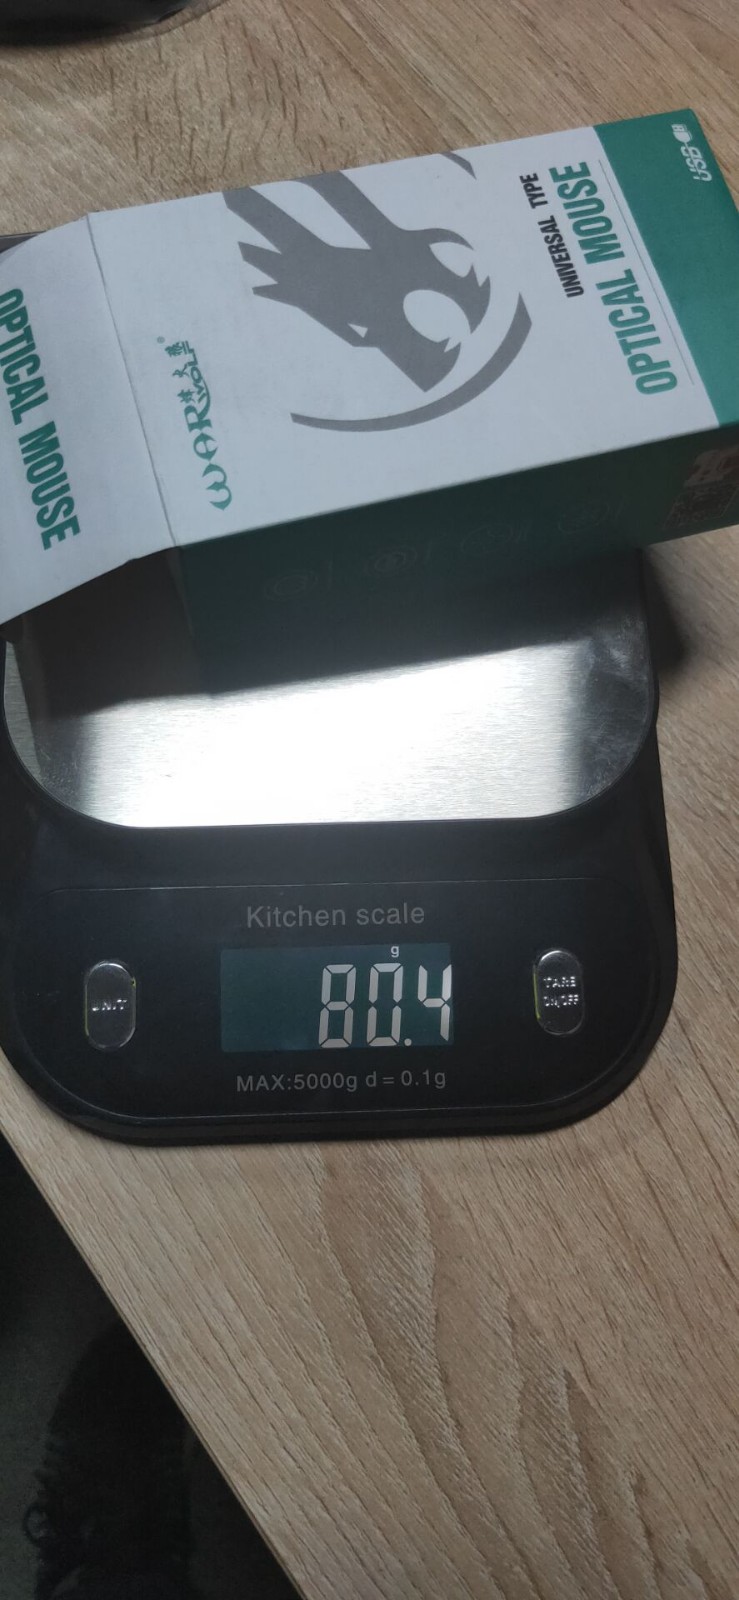 OPTICAL MOUSE
WARWOLF
UNIVERSAL TYPE
OPTICAL MOUSE
USB
Kitchen scale
UNIT
g
80.4
TARE
ON/OFF
MAX:5000g d=0.1g